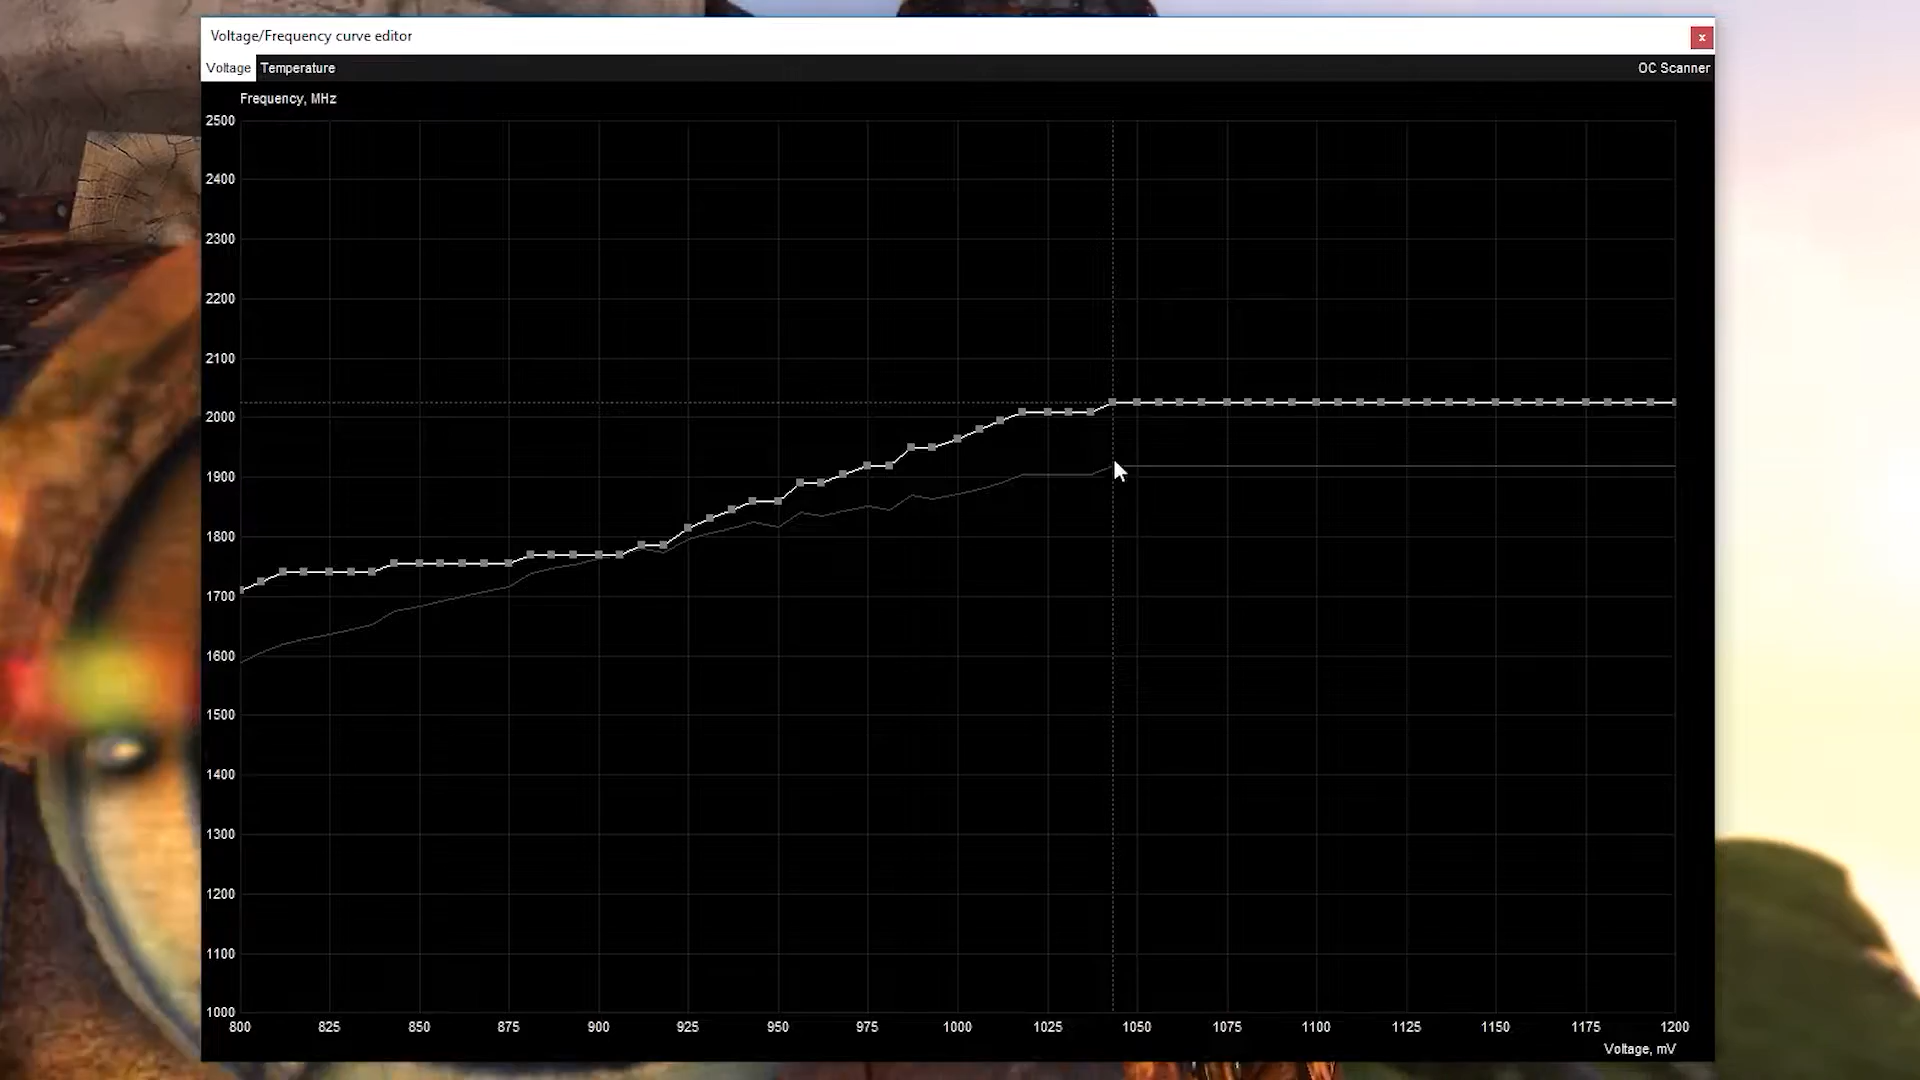 Voltage/Frequency curve editor
x
Voltage Temperature OC Scanner
Frequency, MHz
2500
2400
2300
2200
2100
2000
1900
1800
1700
1600
1500
1400
1300
1200
1100
1000
800 825 850 875 900 925 950 975 1000 1025 1050 1075 1100 1125 1150 1175 1200
Voltage, mV